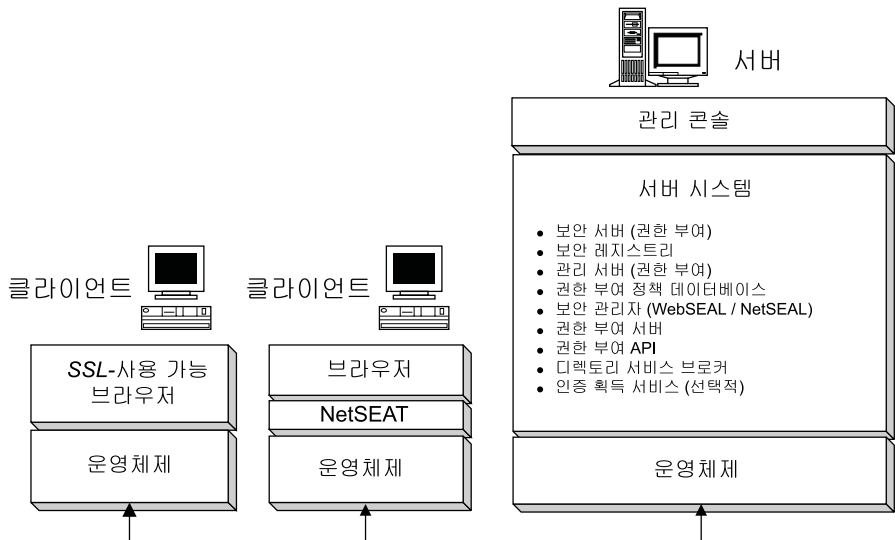 서버
관리 콘솔
서버 시스템
• 보안 서버 (권한 부여)
• 보안 레지스트리
• 관리 서버 (권한 부여)
• 권한 부여 정책 데이터베이스
• 보안 관리자 (WebSEAL / NetSEAL)
• 권한 부여 서버
• 권한 부여 API
• 디렉토리 서비스 브로커
• 인증 획득 서비스 (선택적)
운영체제
클라이언트
SSL-사용 가능
브라우저
운영체제
클라이언트
브라우저
NetSEAT
운영체제